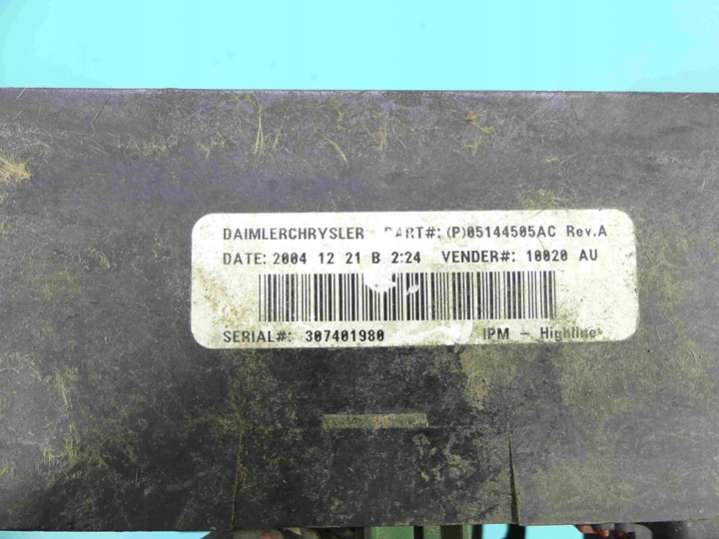 DAIMLERCHRYSLER PART#: (P)05144505AC Rev.A
DATE: 2004 12 21 B 2:24 VENDER#: 10020 AU
SERIAL#: 307401980 IPM - Highline